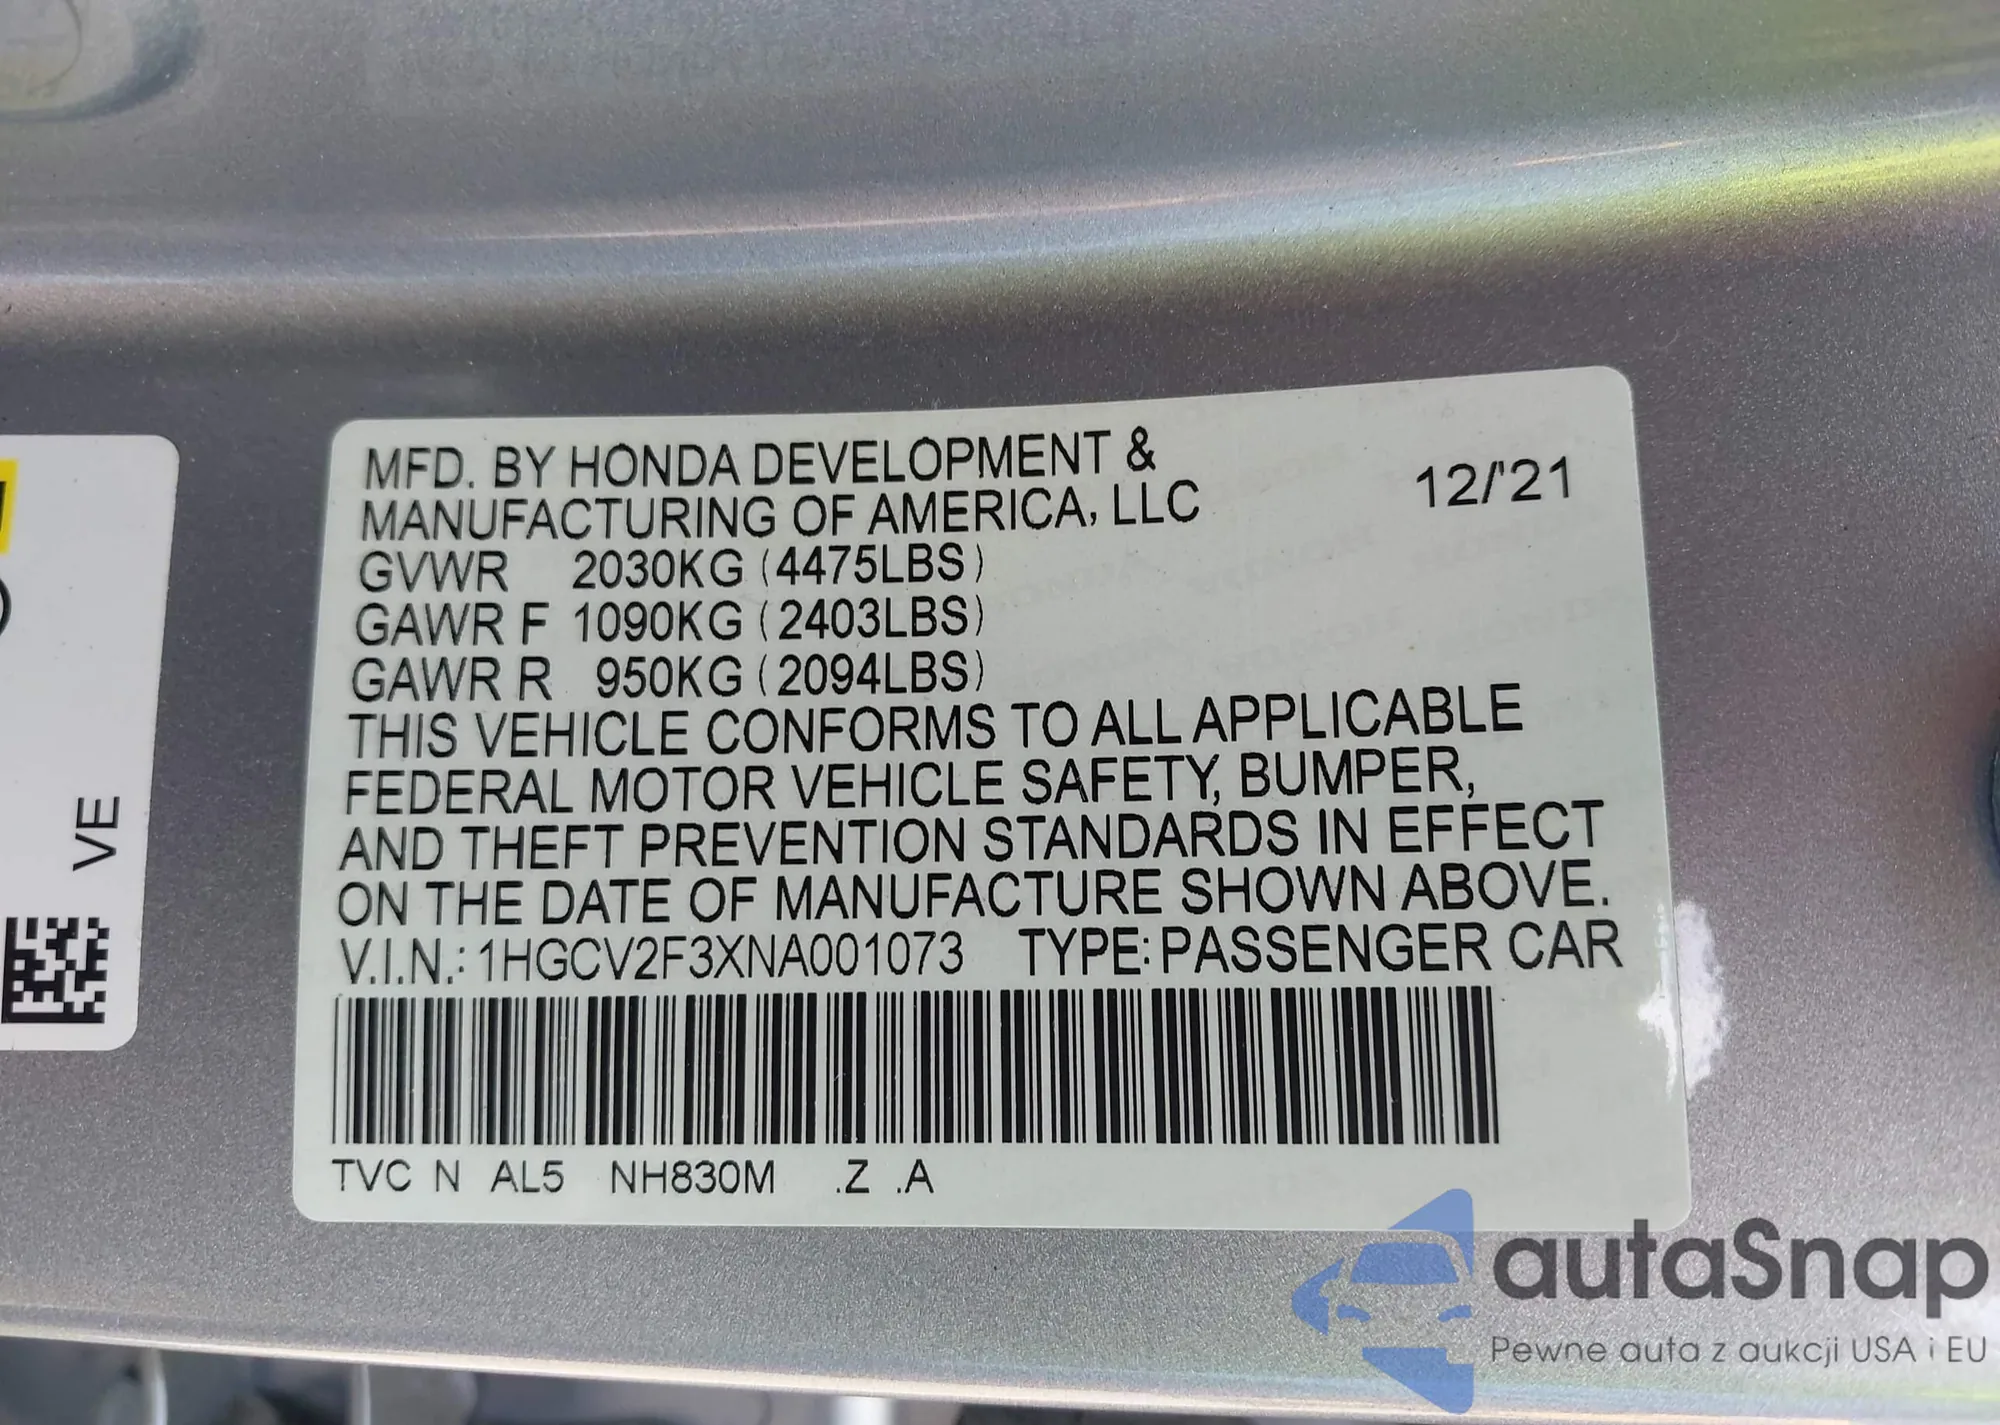 MFD. BY HONDA DEVELOPMENT &
MANUFACTURING OF AMERICA, LLC
12/'21
GVWR 2030KG (4475LBS)
GAWR F 1090KG (2403LBS)
GAWR R 950KG (2094LBS)
THIS VEHICLE CONFORMS TO ALL APPLICABLE
FEDERAL MOTOR VEHICLE SAFETY, BUMPER,
AND THEFT PREVENTION STANDARDS IN EFFECT
ON THE DATE OF MANUFACTURE SHOWN ABOVE.
V.I.N.: 1HGCV2F3XNA001073 TYPE: PASSENGER CAR
TVC N AL5 NH830M .Z .A
VE
autaSnap
Pewne auta z aukcji USA i EU